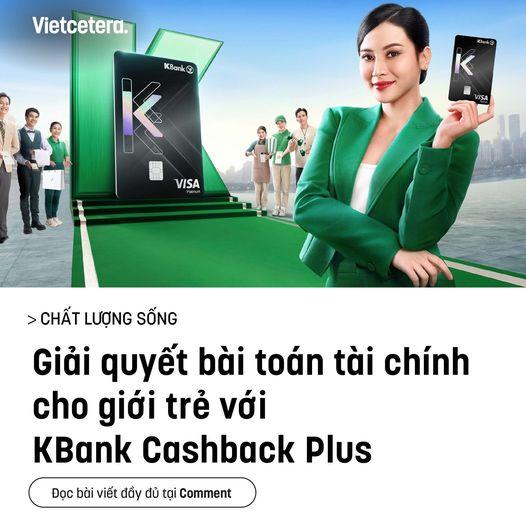 Vietcetera.
KBank
VISA
Platinum
KBank
VISA
> CHẤT LƯỢNG SỐNG
Giải quyết bài toán tài chính
cho giới trẻ với
KBank Cashback Plus
Đọc bài viết đầy đủ tại Comment